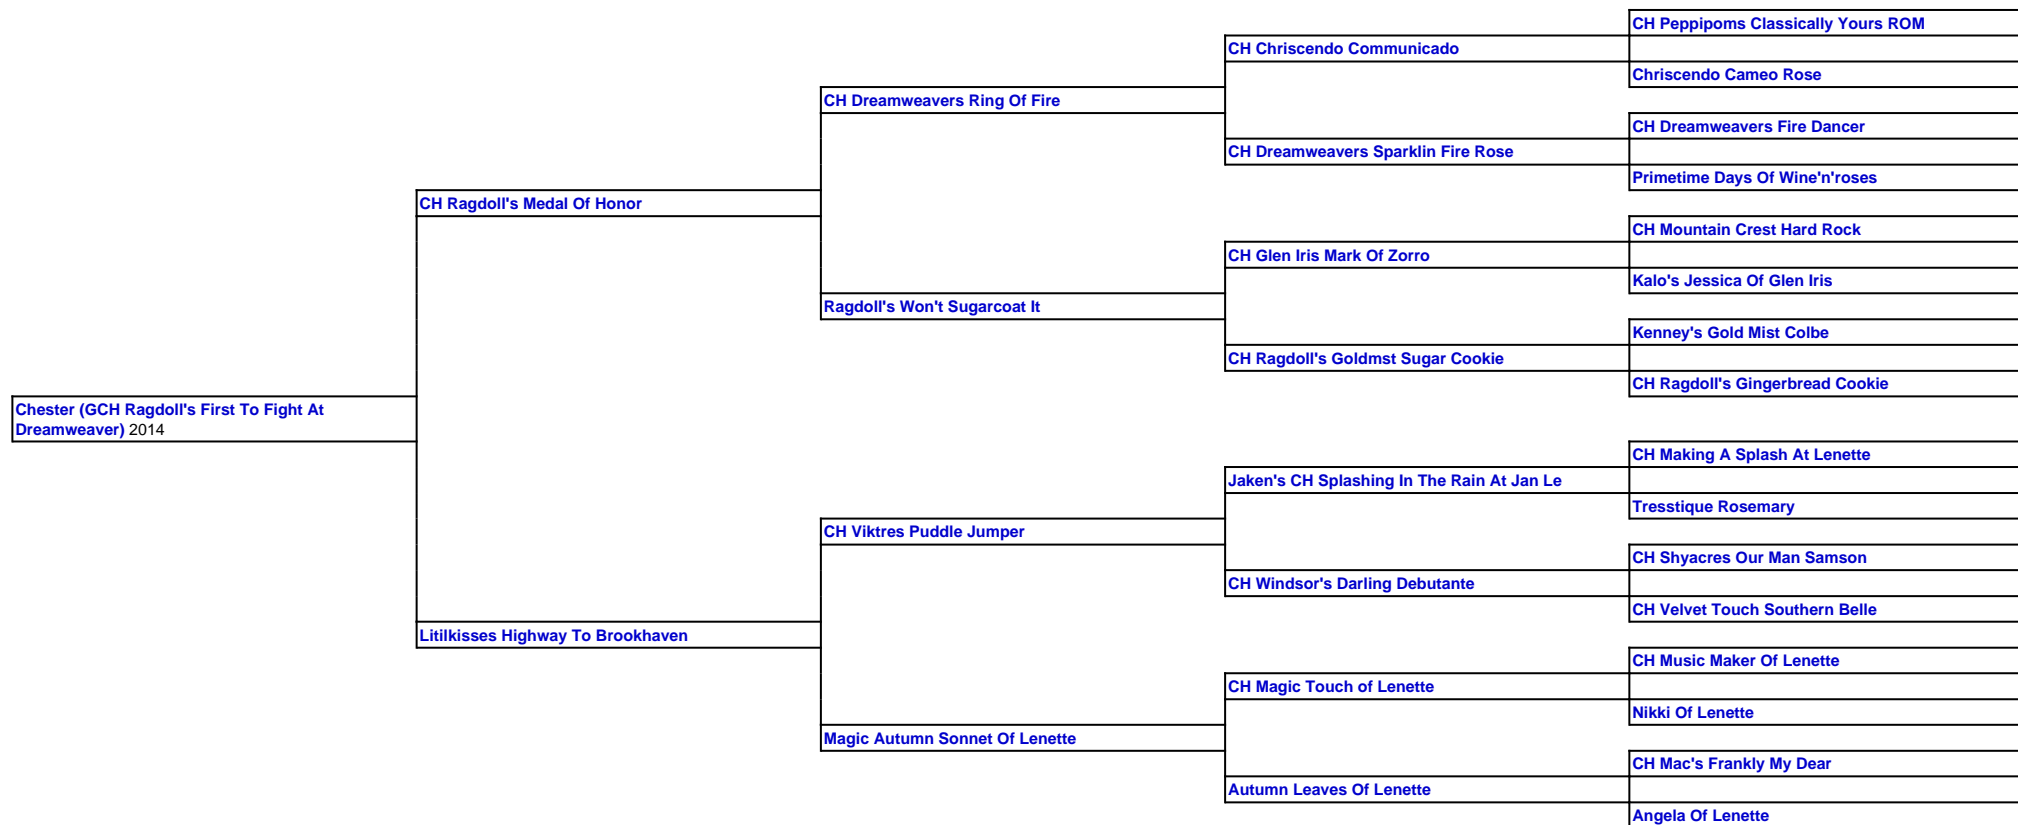 CH Peppipoms Classically Yours ROM
CH Chriscendo Communicado
Chriscendo Cameo Rose
CH Dreamweavers Ring Of Fire
CH Dreamweavers Fire Dancer
CH Dreamweavers Sparklin Fire Rose
Primetime Days Of Wine'n'roses
CH Ragdoll's Medal Of Honor
CH Mountain Crest Hard Rock
CH Glen Iris Mark Of Zorro
Kalo's Jessica Of Glen Iris
Ragdoll's Won't Sugarcoat It
Kenney's Gold Mist Colbe
CH Ragdoll's Goldmst Sugar Cookie
CH Ragdoll's Gingerbread Cookie
Chester (GCH Ragdoll's First To Fight At
Dreamweaver) 2014
CH Making A Splash At Lenette
Jaken's CH Splashing In The Rain At Jan Le
Tresstique Rosemary
CH Viktres Puddle Jumper
CH Shyacres Our Man Samson
CH Windsor's Darling Debutante
CH Velvet Touch Southern Belle
Litilkisses Highway To Brookhaven
CH Music Maker Of Lenette
CH Magic Touch of Lenette
Nikki Of Lenette
Magic Autumn Sonnet Of Lenette
CH Mac's Frankly My Dear
Autumn Leaves Of Lenette
Angela Of Lenette